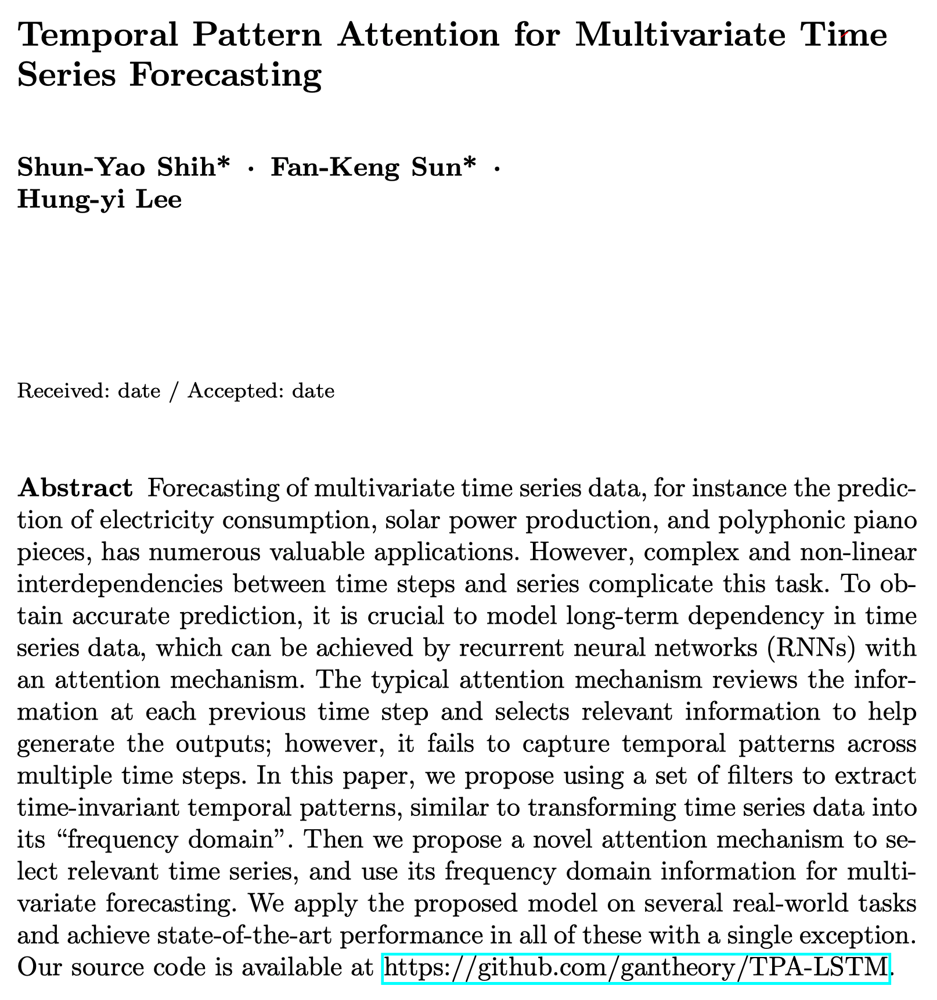 Temporal Pattern Attention for Multivariate Time
Series Forecasting
Shun-Yao Shih* · Fan-Keng Sun* ·
Hung-yi Lee
Received: date / Accepted: date
Abstract Forecasting of multivariate time series data, for instance the predic-
tion of electricity consumption, solar power production, and polyphonic piano
pieces, has numerous valuable applications. However, complex and non-linear
interdependencies between time steps and series complicate this task. To ob-
tain accurate prediction, it is crucial to model long-term dependency in time
series data, which can be achieved by recurrent neural networks (RNNs) with
an attention mechanism. The typical attention mechanism reviews the infor-
mation at each previous time step and selects relevant information to help
generate the outputs; however, it fails to capture temporal patterns across
multiple time steps. In this paper, we propose using a set of filters to extract
time-invariant temporal patterns, similar to transforming time series data into
its “frequency domain”. Then we propose a novel attention mechanism to se-
lect relevant time series, and use its frequency domain information for multi-
variate forecasting. We apply the proposed model on several real-world tasks
and achieve state-of-the-art performance in all of these with a single exception.
Our source code is available at https://github.com/gantheory/TPA-LSTM.